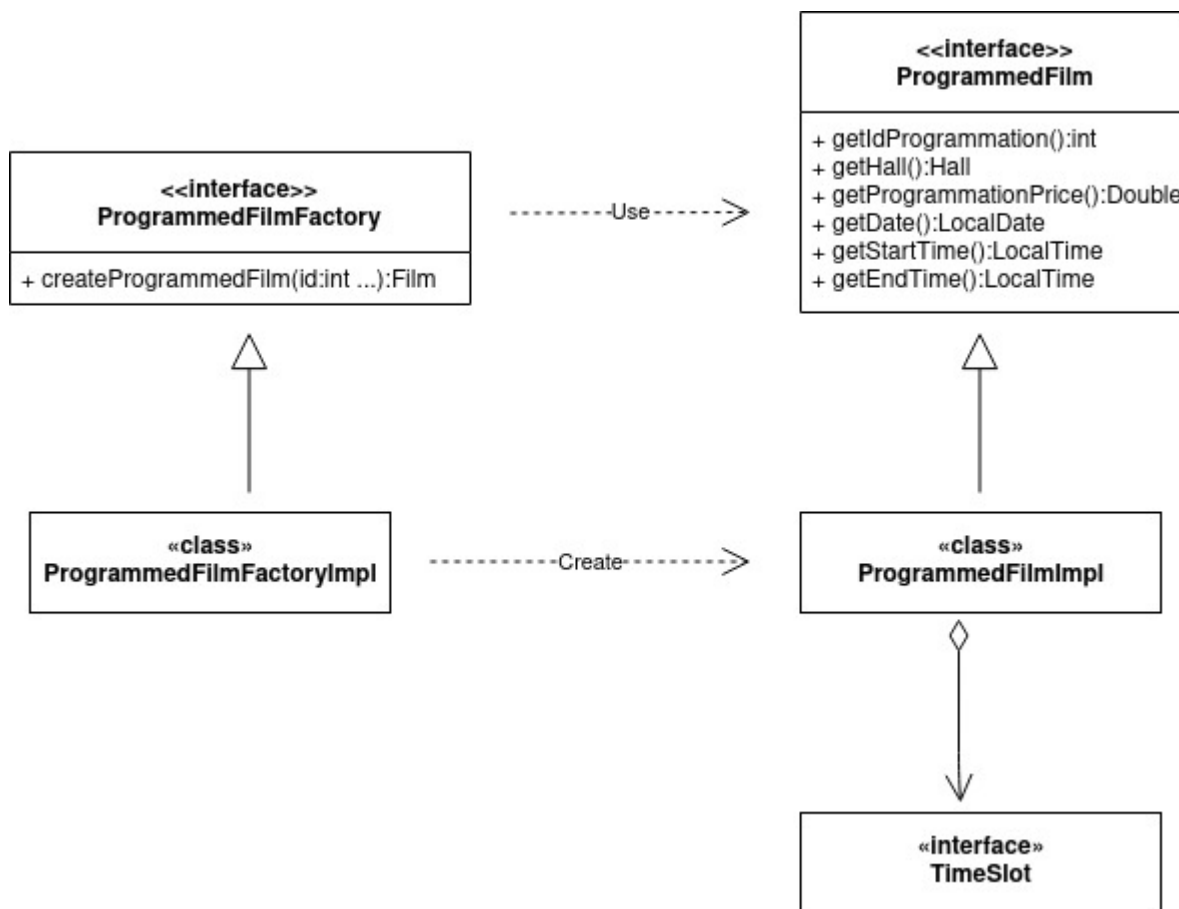 <<interface>>
ProgrammedFilm
+ getIdProgrammation():int
+ getHall():Hall
+ getProgrammationPrice():Double
+ getDate():LocalDate
+ getStartTime():LocalTime
+ getEndTime():LocalTime
<<interface>>
ProgrammedFilmFactory
+ createProgrammedFilm(id:int ...):Film
Use
«class»
ProgrammedFilmFactoryImpl
Create
«class»
ProgrammedFilmImpl
«interface»
TimeSlot